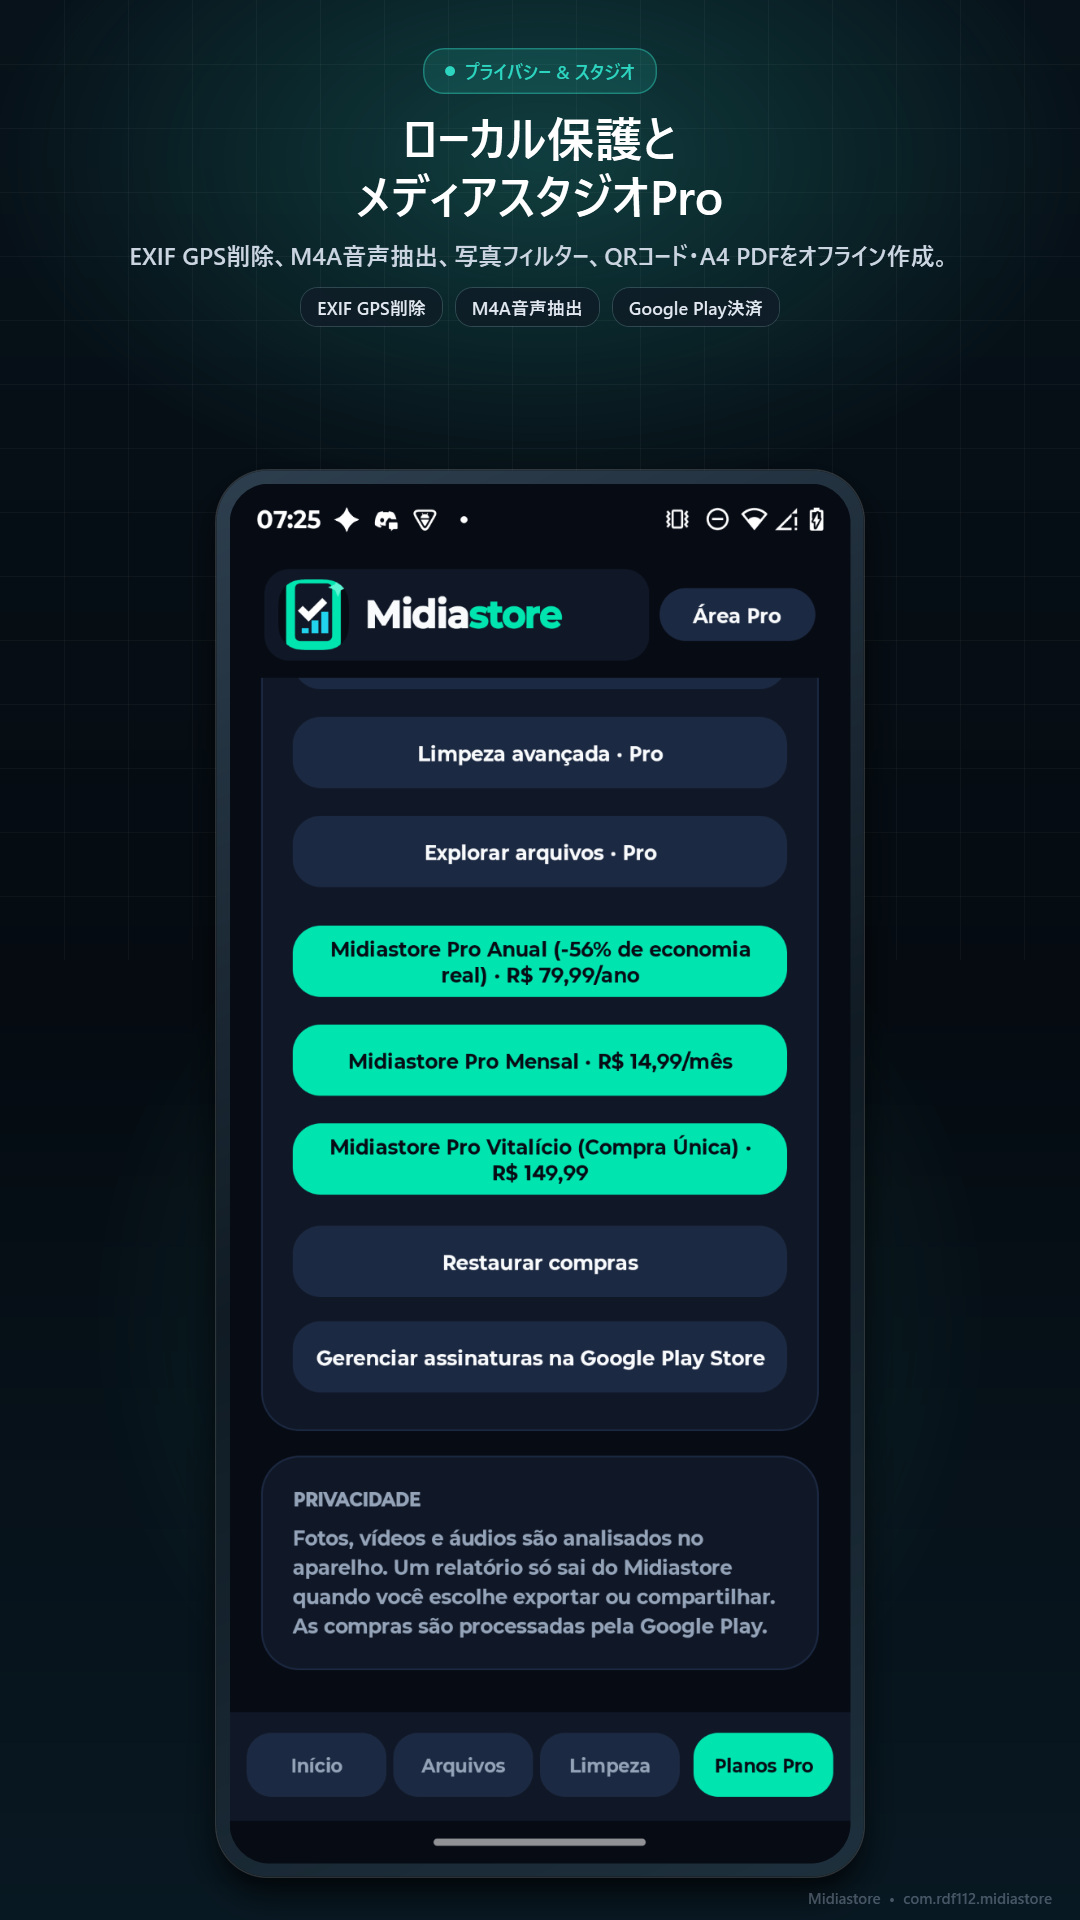 プライバシー & スタジオ
ローカル保護と
メディアスタジオPro
EXIF GPS削除、M4A音声抽出、写真フィルター、QRコード・A4 PDFをオフライン作成。
EXIF GPS削除
M4A音声抽出
Google Play決済
07:25
Midiastore
Área Pro
Limpeza avançada · Pro
Explorar arquivos · Pro
Midiastore Pro Anual (-56% de economia
real) · R$ 79,99/ano
Midiastore Pro Mensal · R$ 14,99/mês
Midiastore Pro Vitalício (Compra Única) ·
R$ 149,99
Restaurar compras
Gerenciar assinaturas na Google Play Store
PRIVACIDADE
Fotos, vídeos e áudios são analisados no
aparelho. Um relatório só sai do Midiastore
quando você escolhe exportar ou compartilhar.
As compras são processadas pela Google Play.
Início
Arquivos
Limpeza
Planos Pro
Midiastore • com.rdf112.midiastore